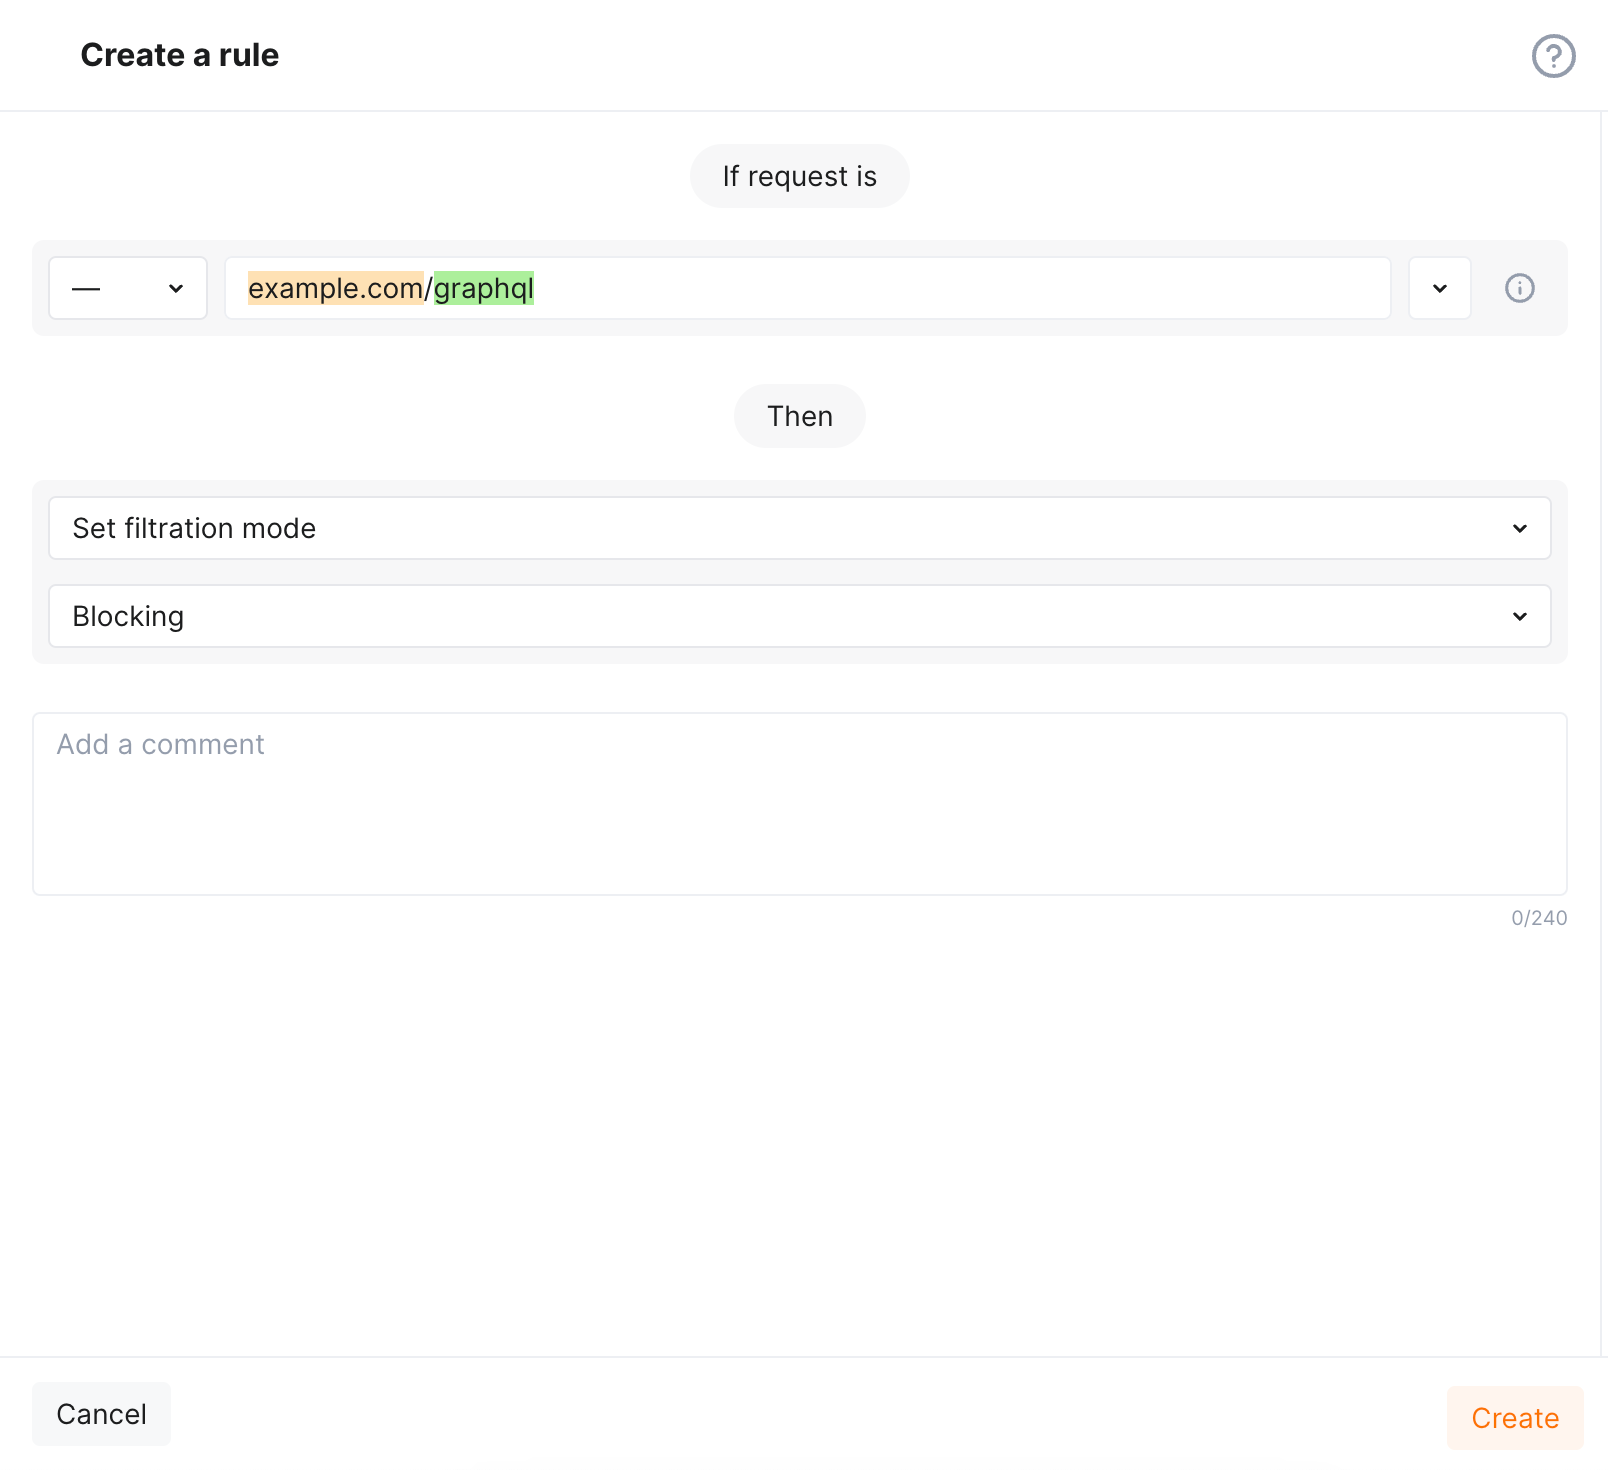 Create a rule
If request is
— example.com/graphql
Then
Set filtration mode
Blocking
Add a comment
0/240
Cancel Create